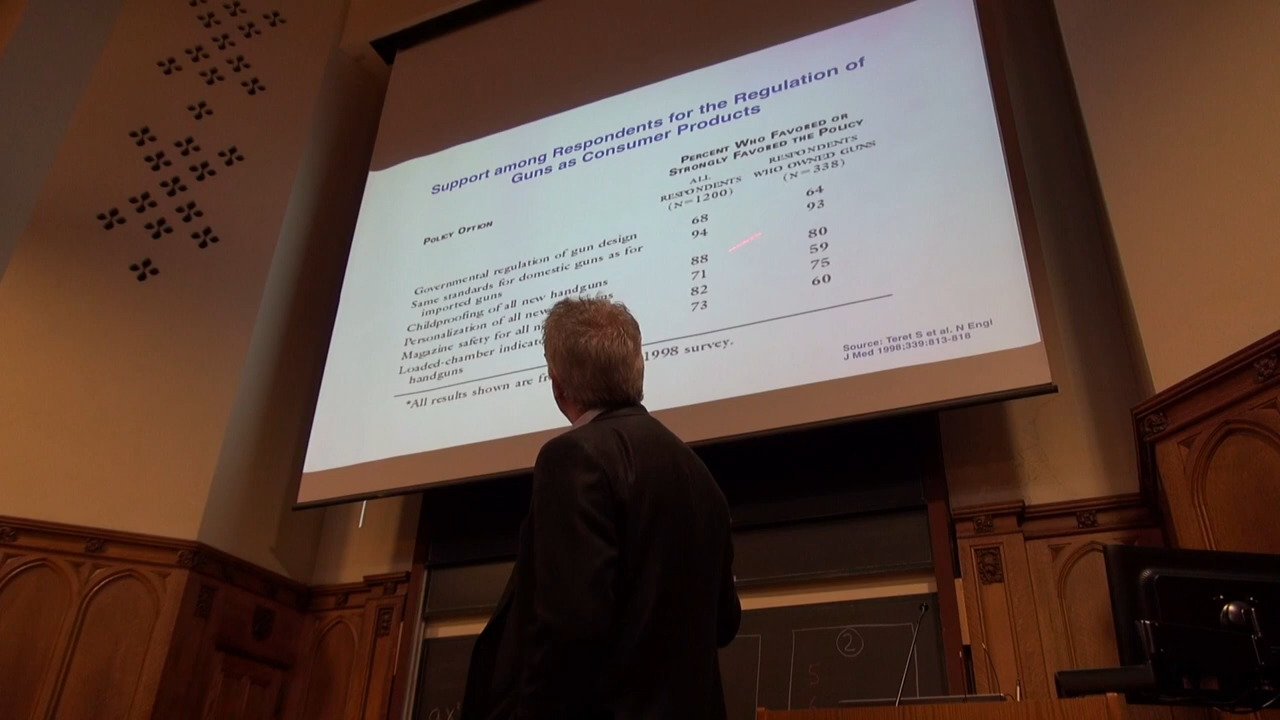 Support among Respondents for the Regulation of
Guns as Consumer Products
PERCENT WHO FAVORED OR
STRONGLY FAVORED THE POLICY
POLICY OPTION
ALL
RESPONDENTS
(N=1200)
RESPONDENTS
WHO OWNED GUNS
(N=338)
Governmental regulation of gun design 68 64
Same standards for domestic guns as for 94 93
imported guns
Childproofing of all new handguns 88 80
Personalization of all new 71 59
Magazine safety for all 82 75
Loaded-chamber 73 60
handguns
*All results shown are 1998 survey.
Source: Teret S et al. N Engl
J Med 1998;339:813-818
2
5